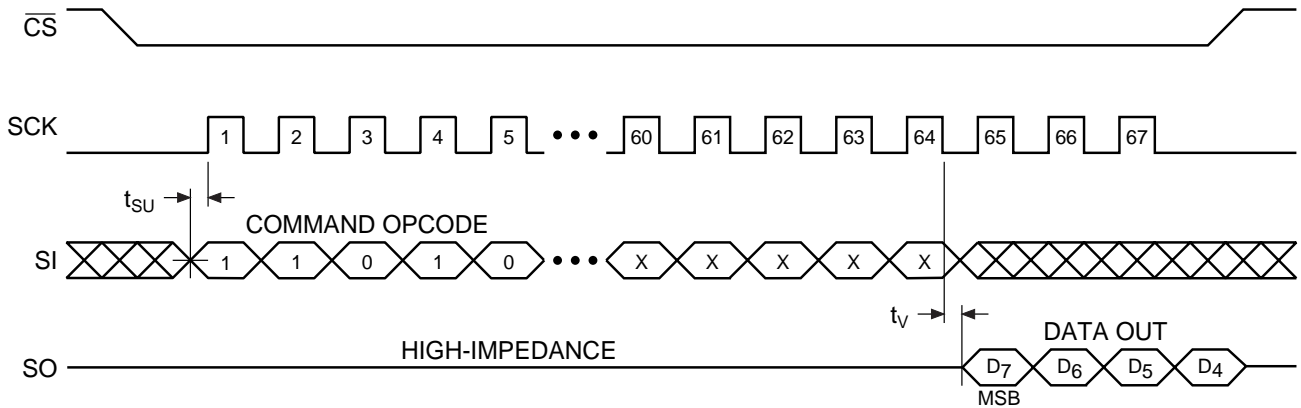 CS
SCK
1 2 3 4 5 ••• 60 61 62 63 64 65 66 67
tSU
COMMAND OPCODE
SI
1 1 0 1 0 ••• X X X X X
tV
DATA OUT
HIGH-IMPEDANCE
SO
D7 D6 D5 D4
MSB